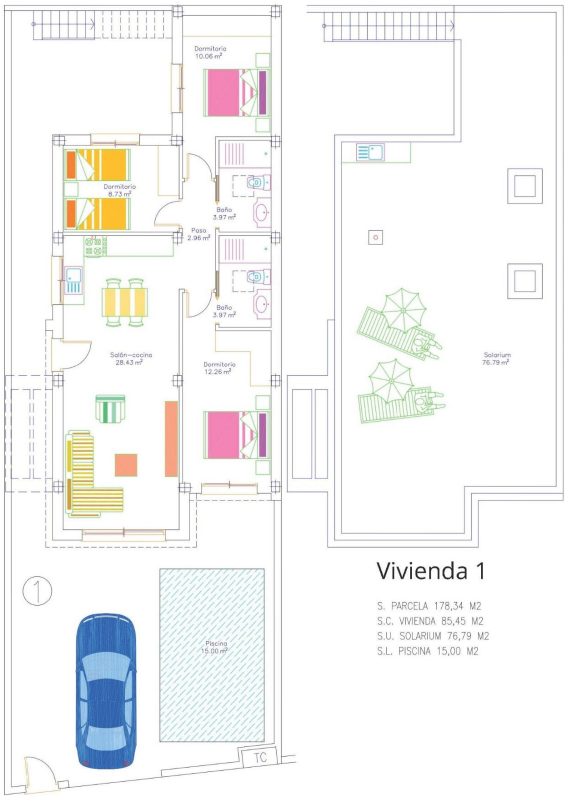 Dormitorio
10.06 m²
Dormitorio
8.73 m²
Baño
3.97 m²
Paso
2.96 m²
Baño
3.97 m²
Salón-cocina
28.43 m²
Dormitorio
12.26 m²
Solarium
76.79 m²
Vivienda 1
S. PARCELA 178,34 M2
S.C. VIVIENDA 85,45 M2
S.U. SOLARIUM 76,79 M2
S.L. PISCINA 15,00 M2
1
Piscina
15.00 m²
TC